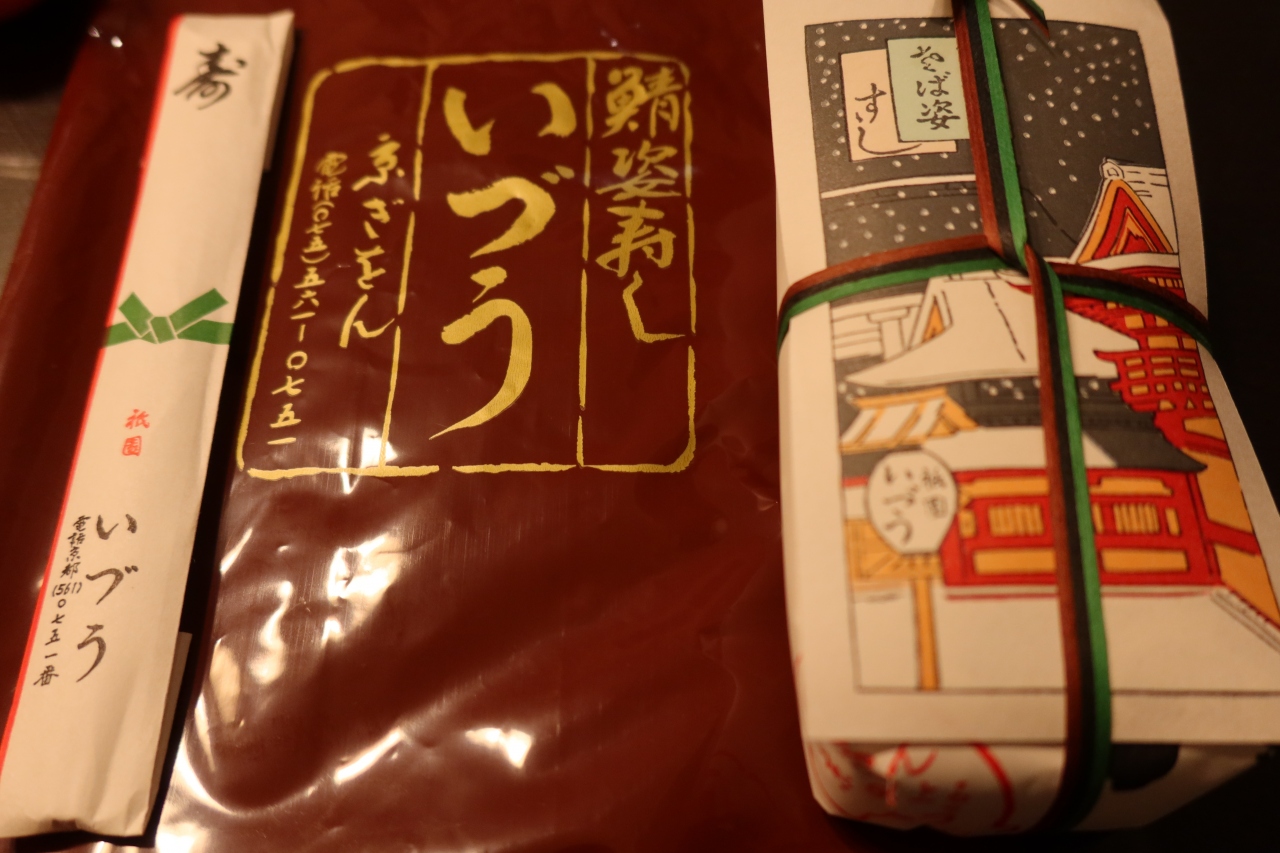 寿
祇園
いづう
電話京都(561)〇七五一番
鯖姿寿し
いづう
京ぎをん
電話(〇七五)五六一ー〇七五一
そば姿
すし
祇園
いづう